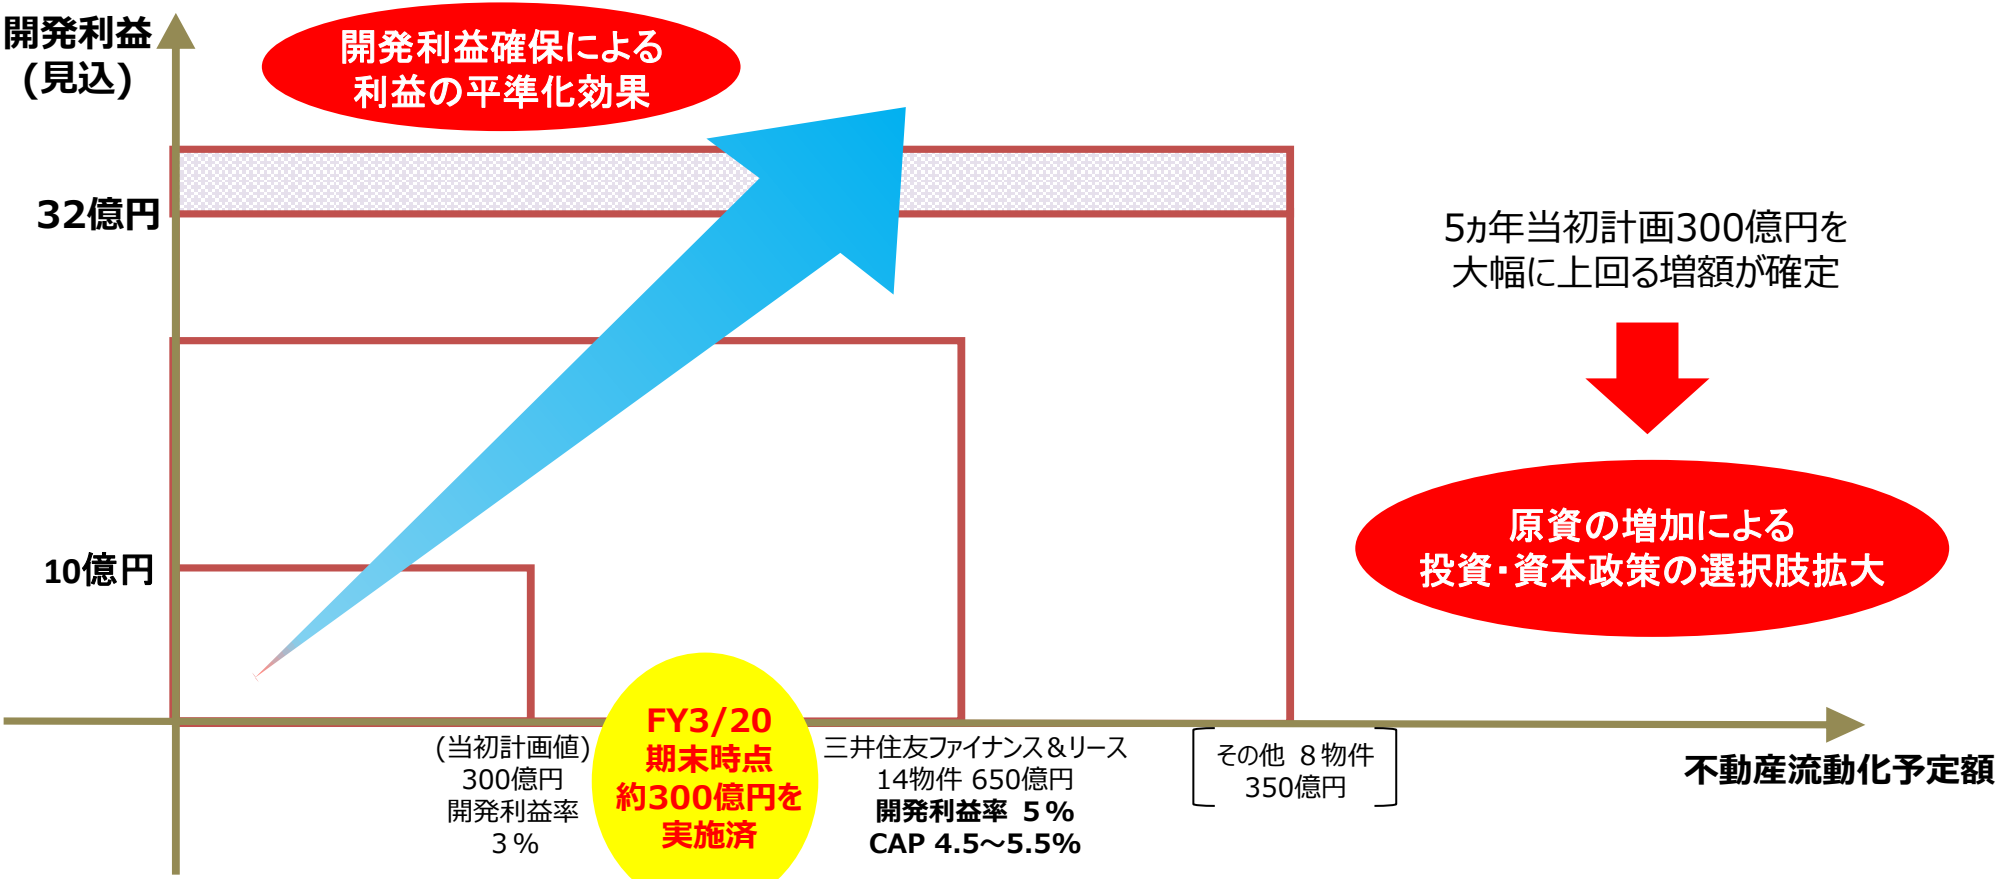 開発利益
(見込)
開発利益確保による
利益の平準化効果
32億円
10億円
5ヵ年当初計画300億円を
大幅に上回る増額が確定
原資の増加による
投資・資本政策の選択肢拡大
(当初計画値)
300億円
開発利益率
３%
FY3/20
期末時点
約300億円を
実施済
三井住友ファイナンス＆リース
14物件 650億円
開発利益率 ５%
CAP 4.5～5.5%
その他 ８物件
350億円
不動産流動化予定額